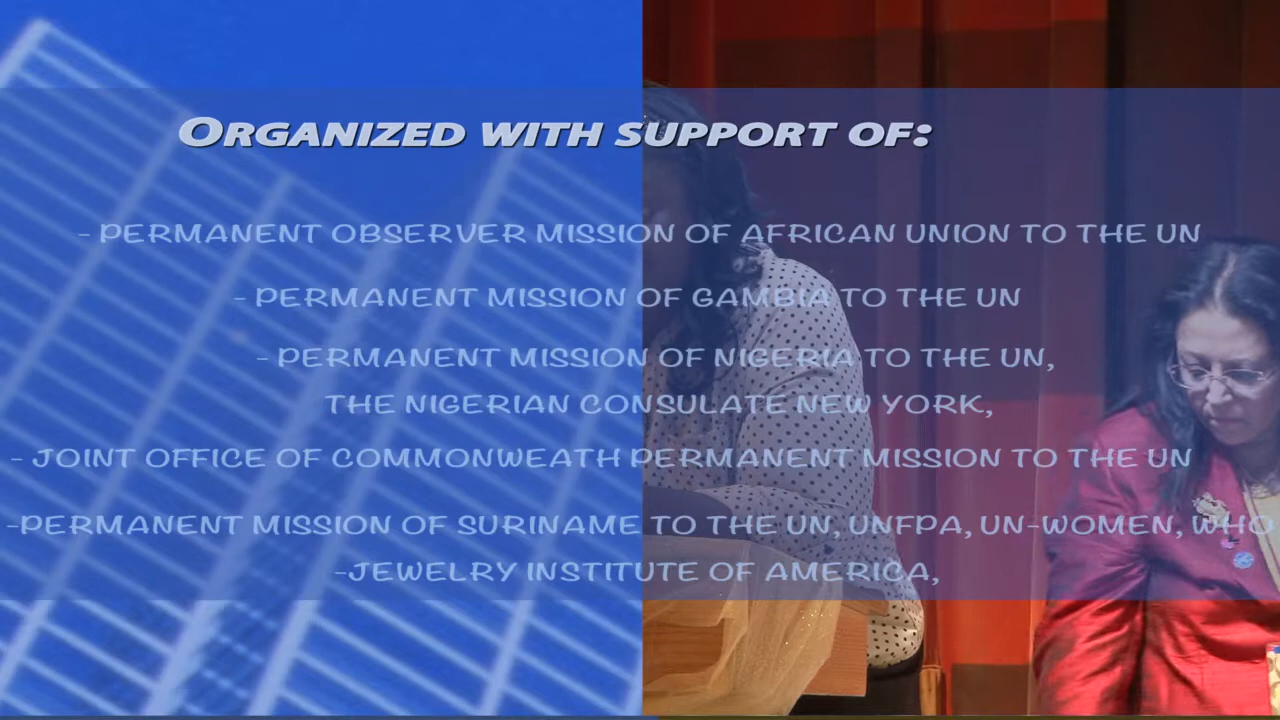 ORGANIZED WITH SUPPORT OF:
- PERMANENT OBSERVER MISSION OF AFRICAN UNION TO THE UN
- PERMANENT MISSION OF GAMBIA TO THE UN
- PERMANENT MISSION OF NIGERIA TO THE UN,
THE NIGERIAN CONSULATE NEW YORK,
- JOINT OFFICE OF COMMONWEATH PERMANENT MISSION TO THE UN
-PERMANENT MISSION OF SURINAME TO THE UN, UNFPA, UN-WOMEN, WHO
-JEWELRY INSTITUTE OF AMERICA,